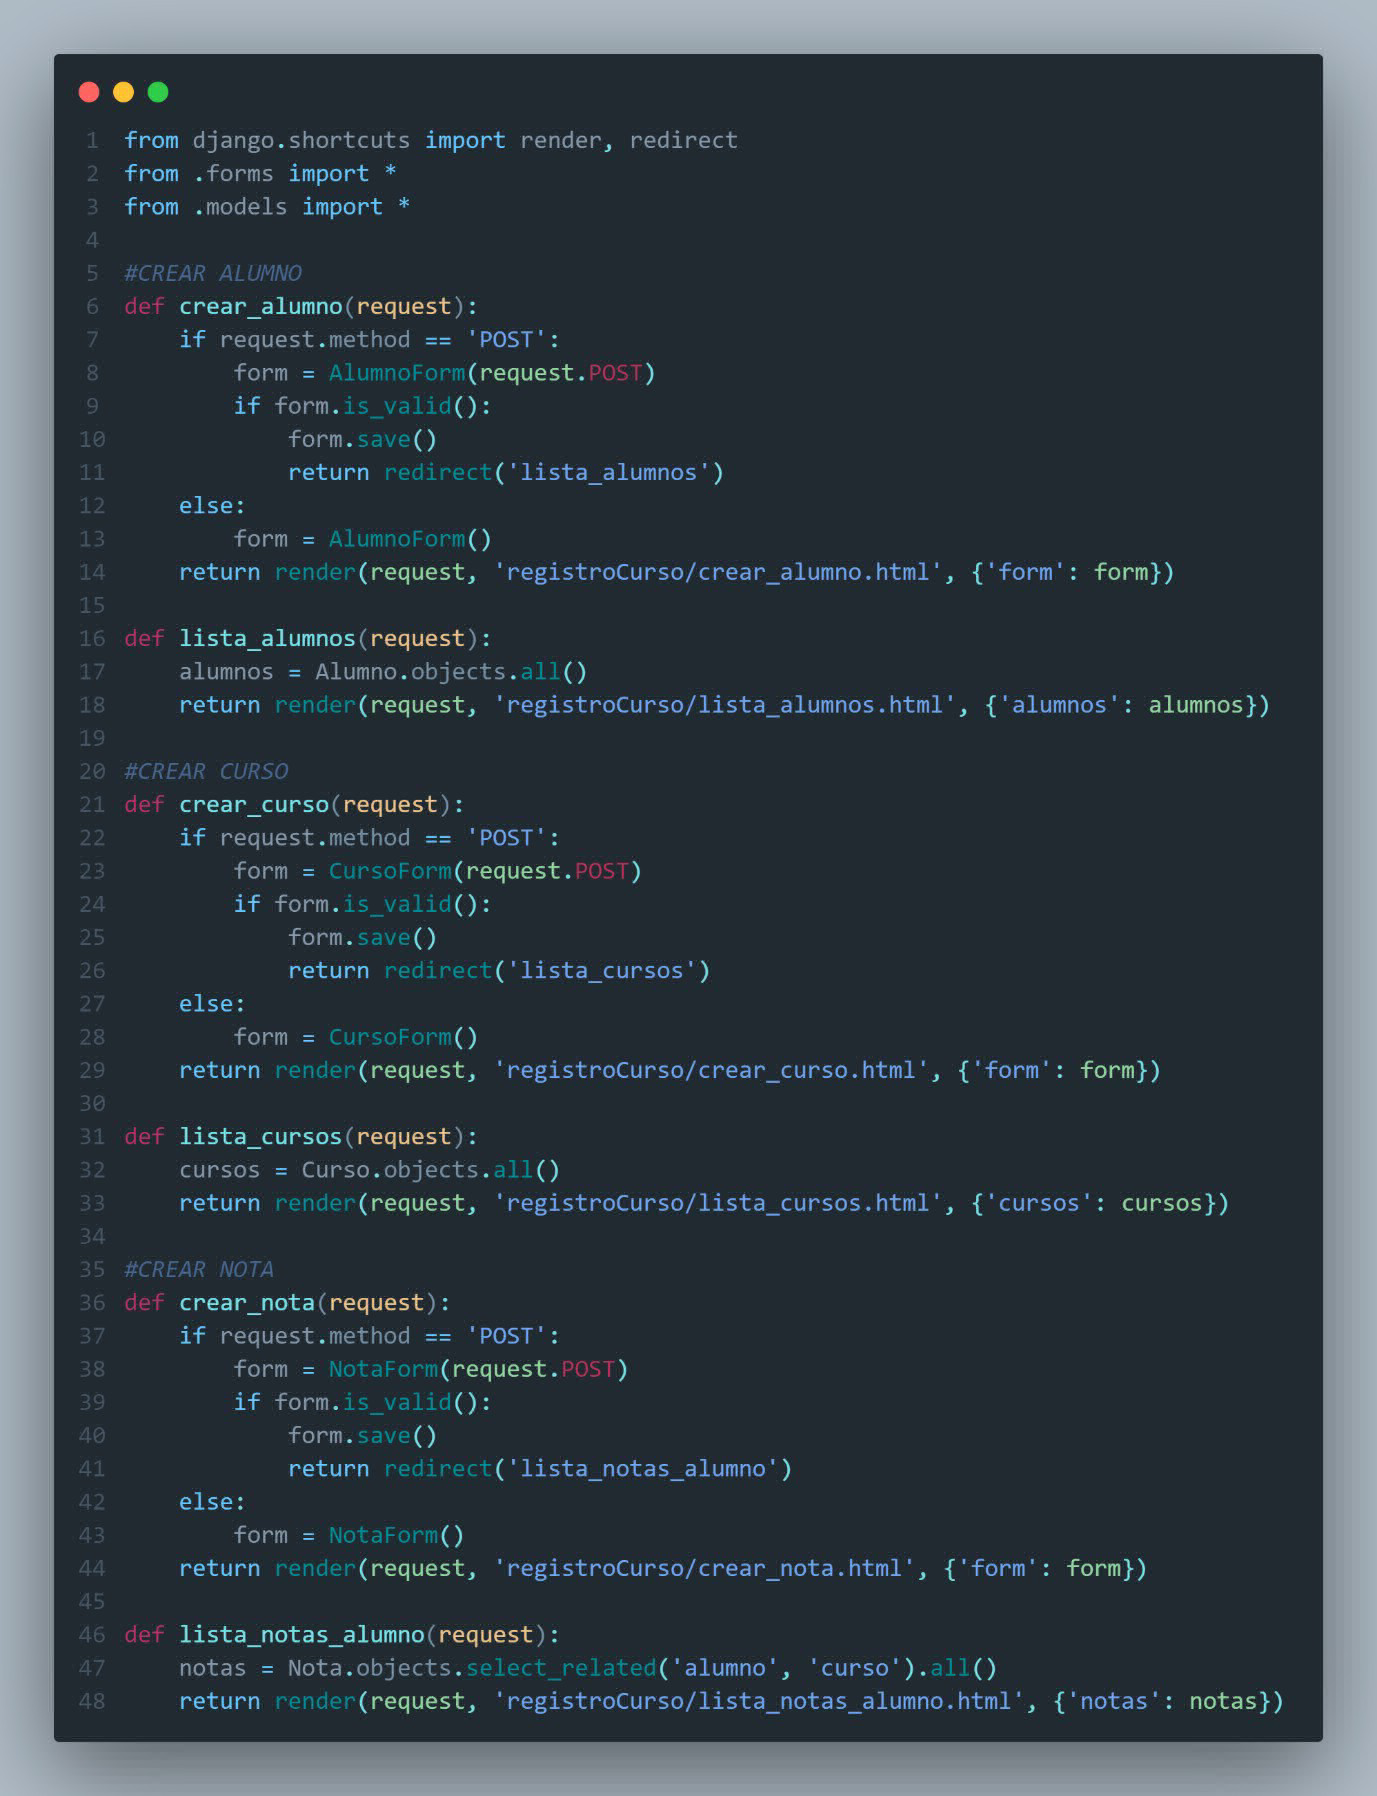 1 from django.shortcuts import render, redirect
2 from .forms import *
3 from .models import *
4
5 #CREAR ALUMNO
6 def crear_alumno(request):
7     if request.method == 'POST':
8         form = AlumnoForm(request.POST)
9         if form.is_valid():
10             form.save()
11             return redirect('lista_alumnos')
12     else:
13         form = AlumnoForm()
14     return render(request, 'registroCurso/crear_alumno.html', {'form': form})
15
16 def lista_alumnos(request):
17     alumnos = Alumno.objects.all()
18     return render(request, 'registroCurso/lista_alumnos.html', {'alumnos': alumnos})
19
20 #CREAR CURSO
21 def crear_curso(request):
22     if request.method == 'POST':
23         form = CursoForm(request.POST)
24         if form.is_valid():
25             form.save()
26             return redirect('lista_cursos')
27     else:
28         form = CursoForm()
29     return render(request, 'registroCurso/crear_curso.html', {'form': form})
30
31 def lista_cursos(request):
32     cursos = Curso.objects.all()
33     return render(request, 'registroCurso/lista_cursos.html', {'cursos': cursos})
34
35 #CREAR NOTA
36 def crear_nota(request):
37     if request.method == 'POST':
38         form = NotaForm(request.POST)
39         if form.is_valid():
40             form.save()
41             return redirect('lista_notas_alumno')
42     else:
43         form = NotaForm()
44     return render(request, 'registroCurso/crear_nota.html', {'form': form})
45
46 def lista_notas_alumno(request):
47     notas = Nota.objects.select_related('alumno', 'curso').all()
48     return render(request, 'registroCurso/lista_notas_alumno.html', {'notas': notas})